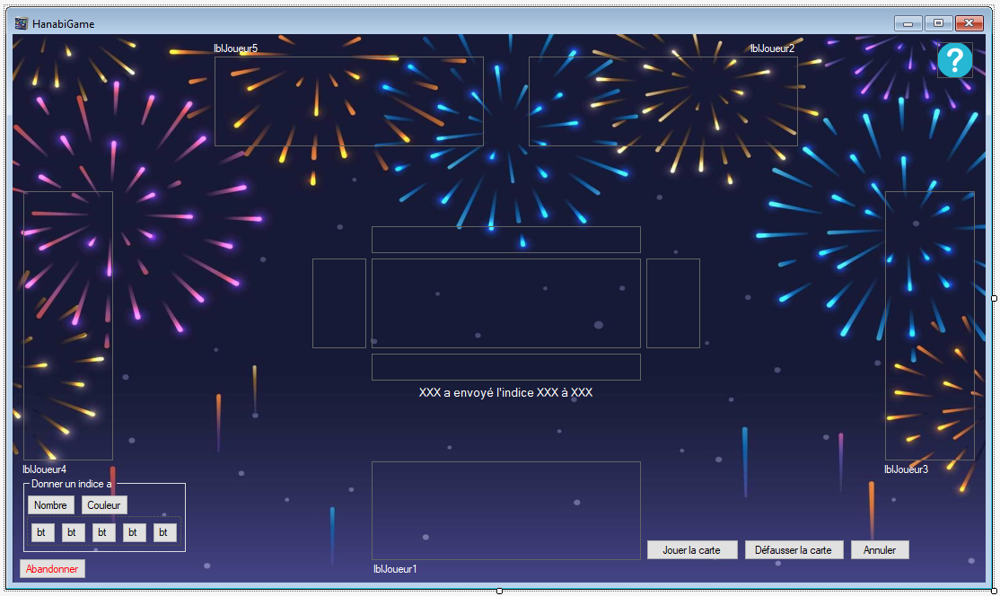 HanabiGame
lblJoueur5
lblJoueur2
?
XXX a envoyé l'indice XXX à XXX
lblJoueur4
lblJoueur3
Donner un indice a
Nombre
Couleur
bt
bt
bt
bt
bt
Jouer la carte
Défausser la carte
Annuler
Abandonner
lblJoueur1